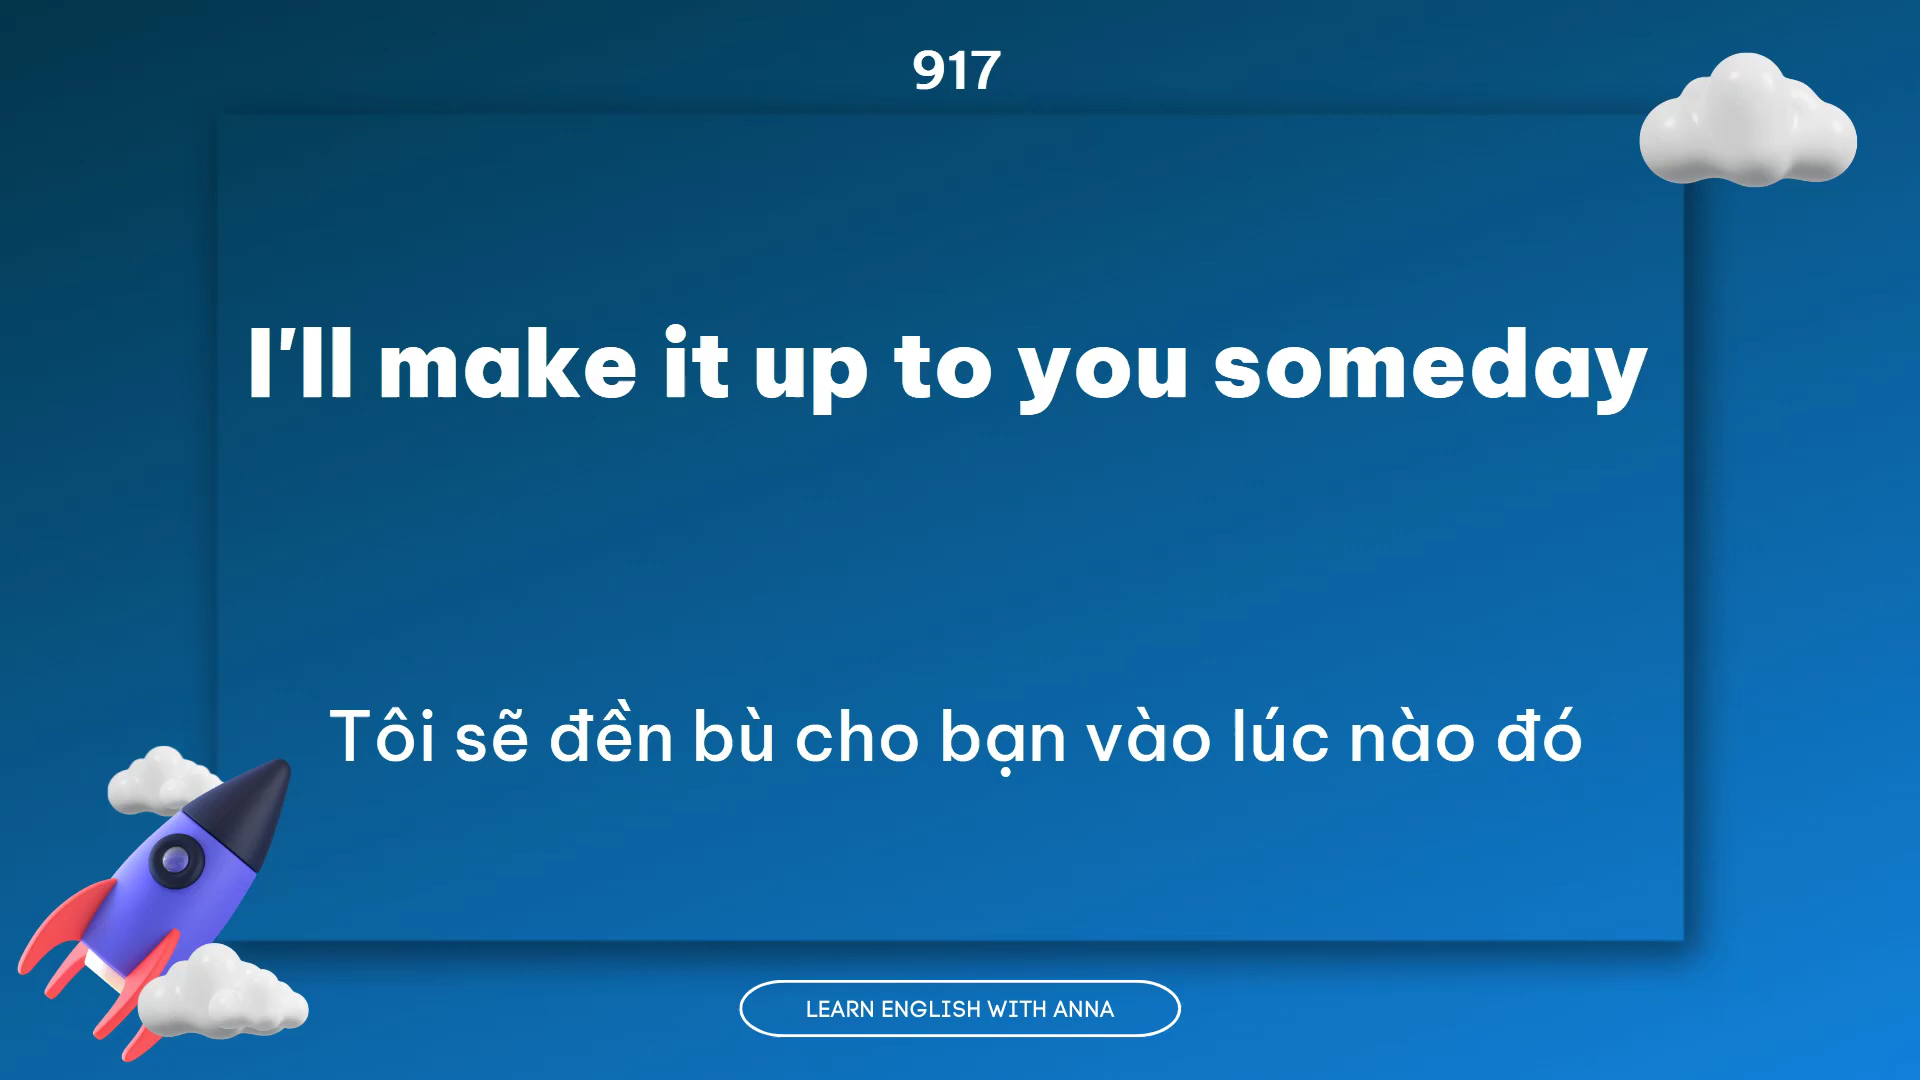 917
I'll make it up to you someday
Tôi sẽ đền bù cho bạn vào lúc nào đó
LEARN ENGLISH WITH ANNA